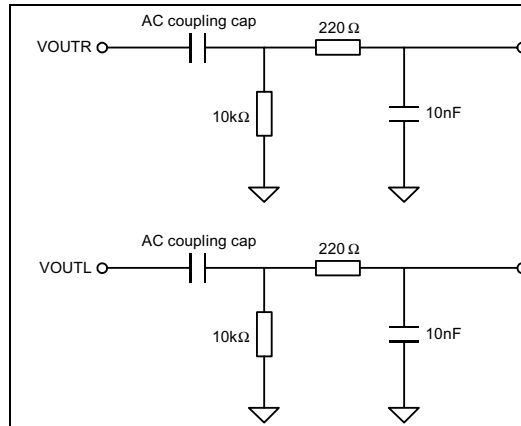 AC coupling cap
220 Ω
VOUTR
10kΩ
10nF
AC coupling cap
220 Ω
VOUTL
10kΩ
10nF